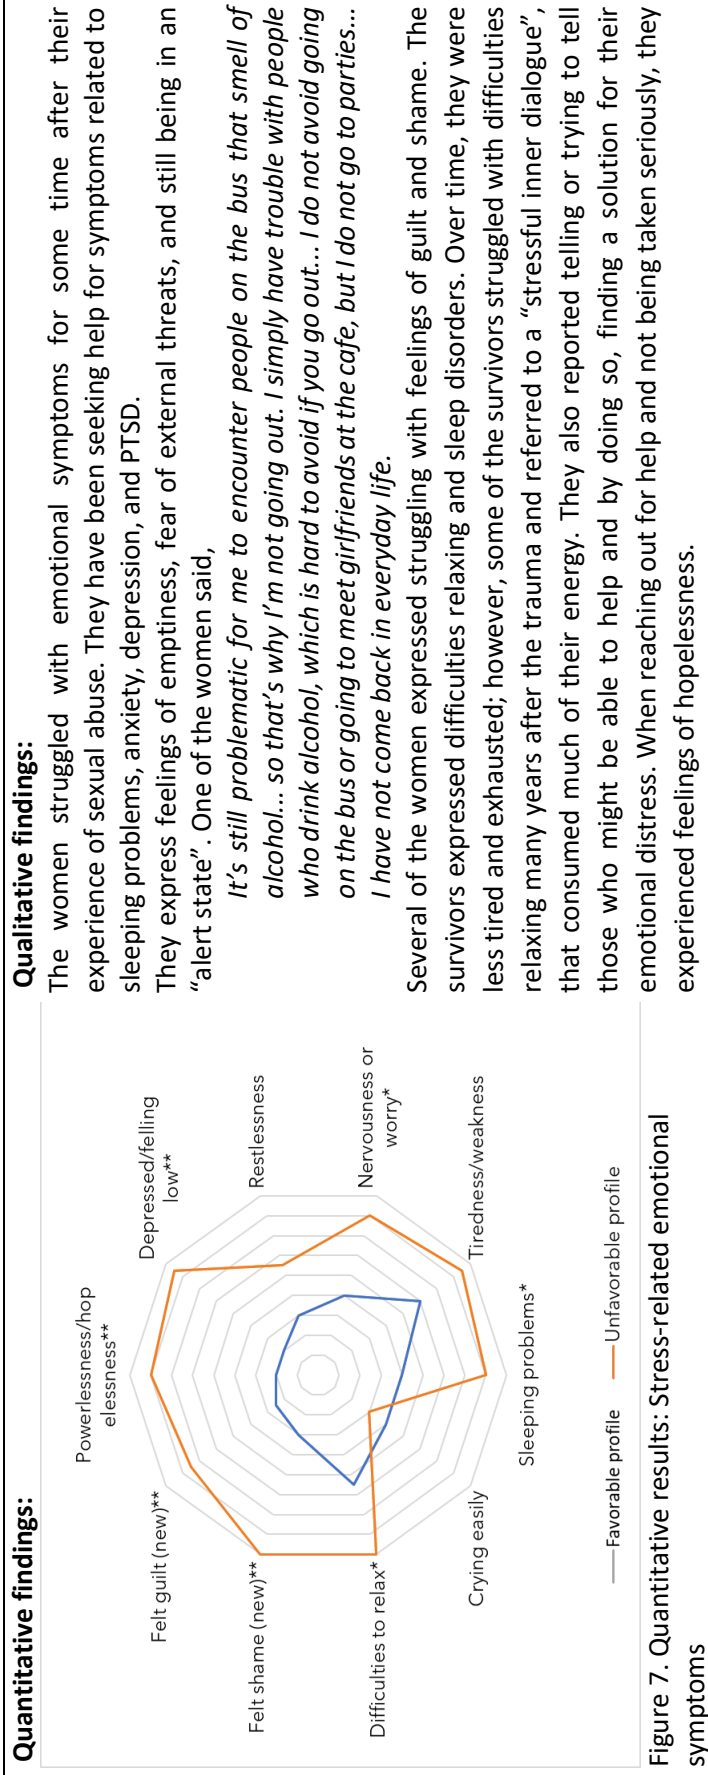 Quantitative findings:
Powerlessness/hop
elessness**
Depressed/felling
low**
Restlessness
Nervousness or
worry*
Tiredness/weakness
Sleeping problems*
Crying easily
Difficulties to relax*
Felt shame (new)**
Felt guilt (new)**
Favorable profile
Unfavorable profile
Figure 7. Quantitative results: Stress-related emotional
symptoms
Qualitative findings:
The women struggled with emotional symptoms for some time after their
experience of sexual abuse. They have been seeking help for symptoms related to
sleeping problems, anxiety, depression, and PTSD.
They express feelings of emptiness, fear of external threats, and still being in an
“alert state”. One of the women said,
It’s still problematic for me to encounter people on the bus that smell of
alcohol... so that’s why I’m not going out. I simply have trouble with people
who drink alcohol, which is hard to avoid if you go out... I do not avoid going
on the bus or going to meet girlfriends at the cafe, but I do not go to parties...
I have not come back in everyday life.
Several of the women expressed struggling with feelings of guilt and shame. The
survivors expressed difficulties relaxing and sleep disorders. Over time, they were
less tired and exhausted; however, some of the survivors struggled with difficulties
relaxing many years after the trauma and referred to a “stressful inner dialogue”,
that consumed much of their energy. They also reported telling or trying to tell
those who might be able to help and by doing so, finding a solution for their
emotional distress. When reaching out for help and not being taken seriously, they
experienced feelings of hopelessness.